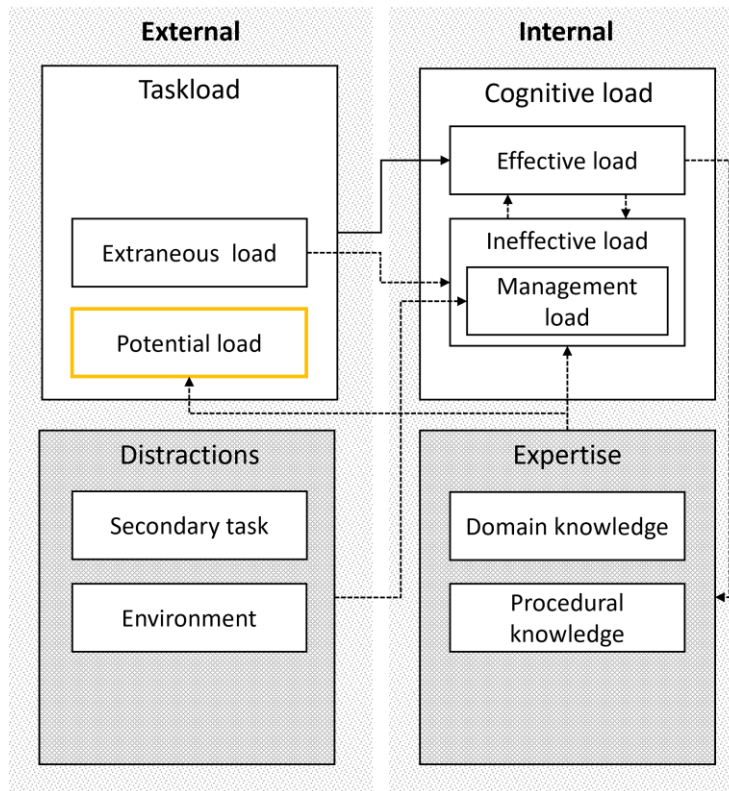 External
Internal
Taskload
Extraneous load
Potential load
Cognitive load
Effective load
Ineffective load
Management
load
Distractions
Secondary task
Environment
Expertise
Domain knowledge
Procedural
knowledge